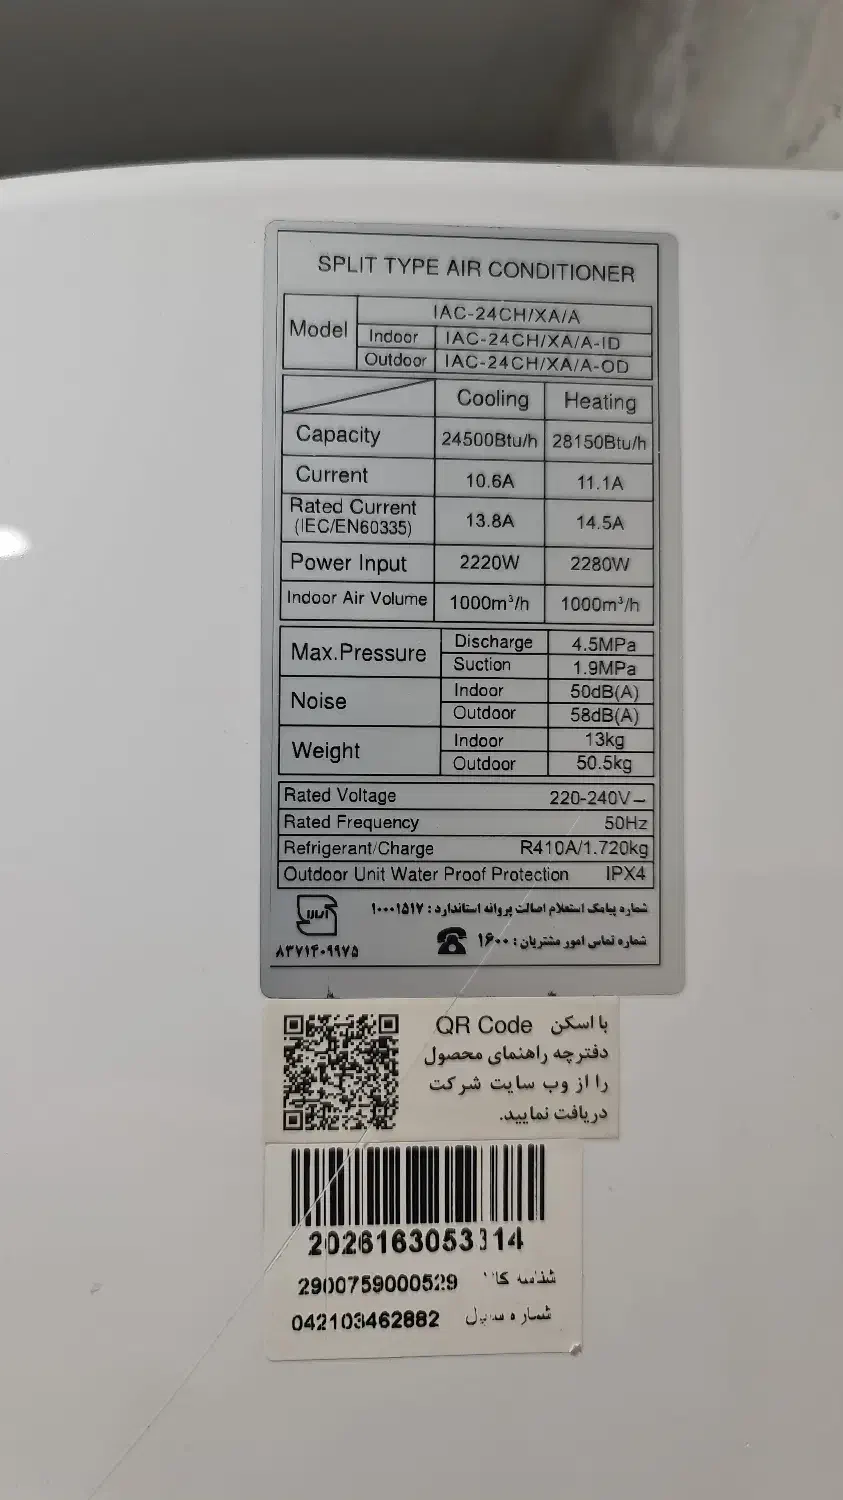 SPLIT TYPE AIR CONDITIONER
Model IAC-24CH/XA/A
Indoor IAC-24CH/XA/A-ID
Outdoor IAC-24CH/XA/A-OD
Cooling Heating
Capacity 24500Btu/h 28150Btu/h
Current 10.6A 11.1A
Rated Current (IEC/EN60335) 13.8A 14.5A
Power Input 2220W 2280W
Indoor Air Volume 1000m³/h 1000m³/h
Max.Pressure Discharge 4.5MPa
Suction 1.9MPa
Noise Indoor 50dB(A)
Outdoor 58dB(A)
Weight Indoor 13kg
Outdoor 50.5kg
Rated Voltage 220-240V~
Rated Frequency 50Hz
Refrigerant/Charge R410A/1.720kg
Outdoor Unit Water Proof Protection IPX4
شماره پیامک استعلام اصالت پروانه استاندارد : ۱۰۰۰۱۵۱۷
شماره تماس امور مشتریان : ۱۶۰۰
۸۳۷۱۴۰۹۹۷۵
با اسکن QR Code
دفترچه راهنمای محصول
را از وب سایت شرکت
دریافت نمایید.
2026163053314
شناسه کالا 2900759000529
شماره سریال 042103462882